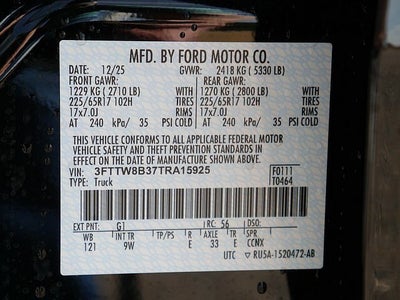 MFD. BY FORD MOTOR CO.
DATE: 12/25 GVWR: 2418 KG ( 5330 LB)
FRONT GAWR: REAR GAWR:
1229 KG ( 2710 LB) 1270 KG ( 2800 LB)
225/65R17 102H TIRES 225/65R17 102H TIRES
17x7.0J RIMS 17x7.0J RIMS
AT 240 kPa/ 35 PSI COLD AT 240 kPa/ 35 PSI COLD
THIS VEHICLE CONFORMS TO ALL APPLICABLE FEDERAL MOTOR
VEHICLE SAFETY AND THEFT PREVENTION STANDARDS IN
EFFECT ON THE DATE OF MANUFACTURE SHOWN ABOVE.
VIN: 3FTTW8B37TRA15925 F0111
TYPE: Truck T0464
EXT PNT: G1 RC: 56 DSO:
WB INT TR TP/PS R AXLE TR SPR
121 9W E 33 E CCNX
UTC ▽ RU5A-1520472-AB